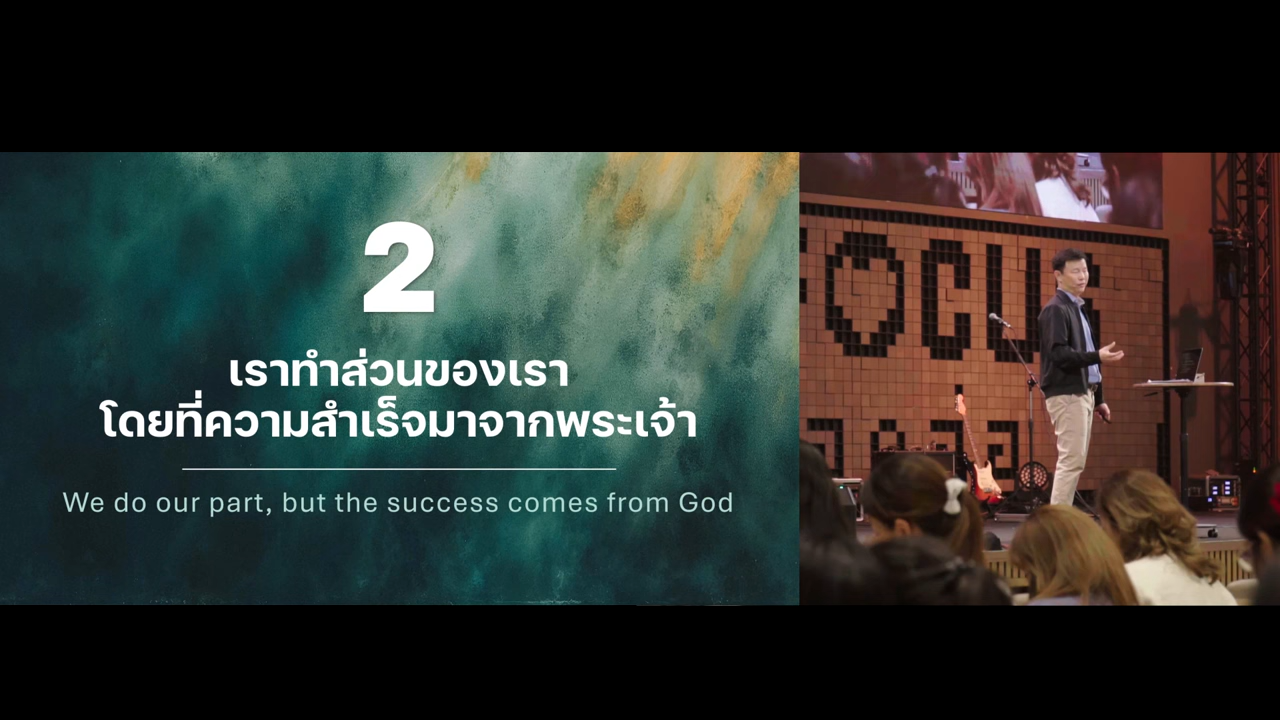 2
เราทำส่วนของเรา
โดยที่ความสำเร็จมาจากพระเจ้า
We do our part, but the success comes from God
FOCUS